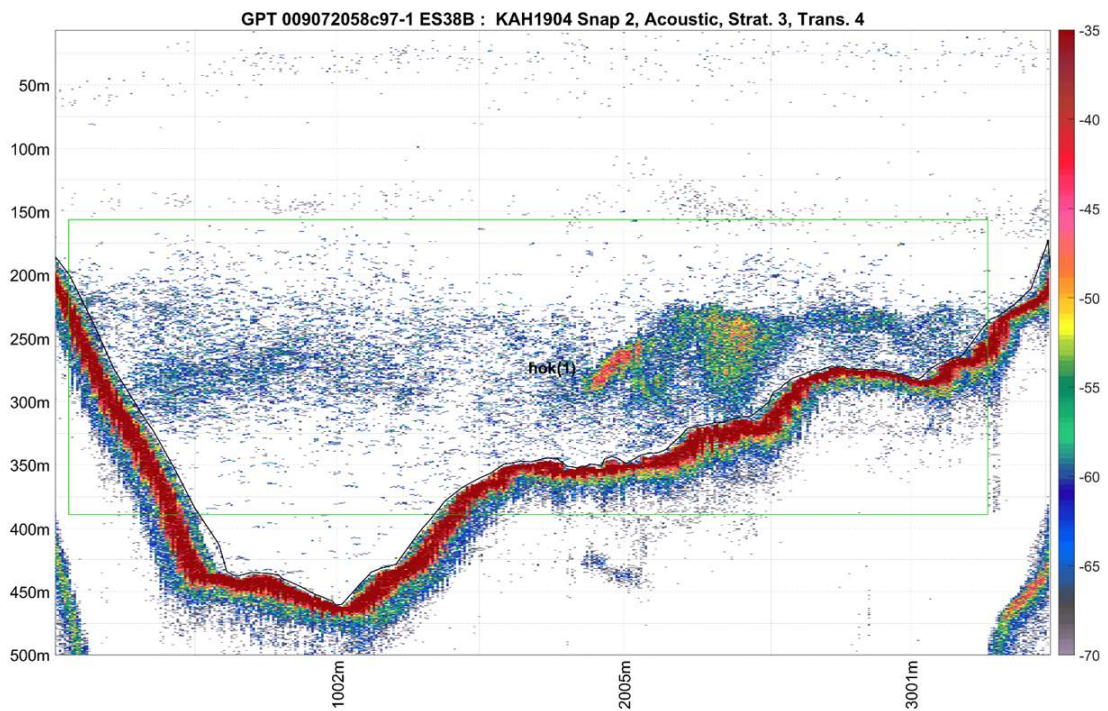 GPT 009072058c97-1 ES38B :  KAH1904 Snap 2, Acoustic, Strat. 3, Trans. 4
50m
100m
150m
200m
250m
300m
350m
400m
450m
500m
hok(1)
1002m
2005m
3001m
-35
-40
-45
-50
-55
-60
-65
-70